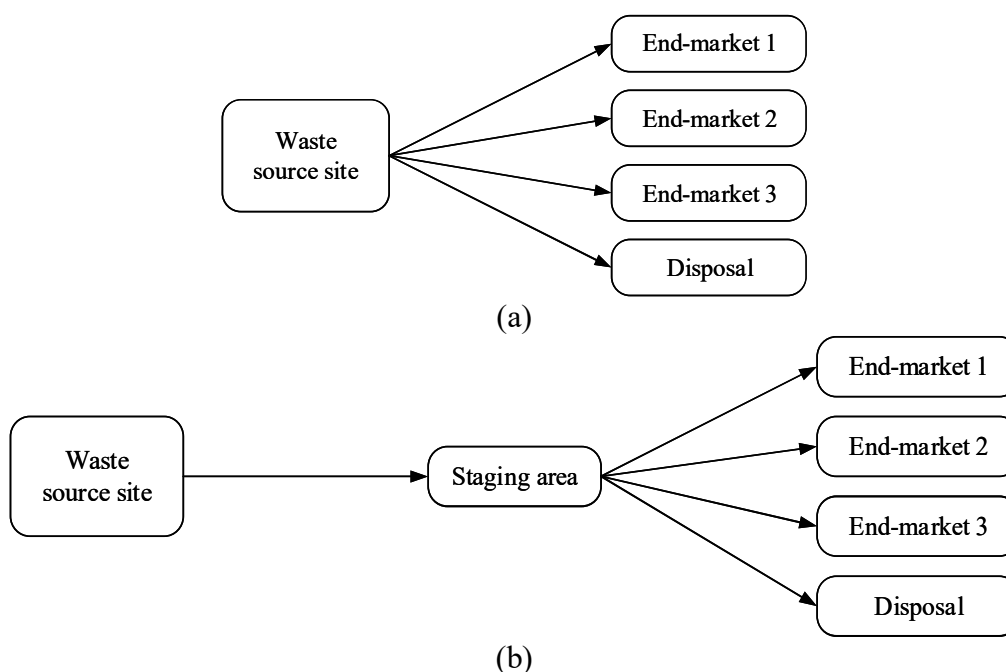 End-market 1
Waste
source site
End-market 2
End-market 3
Disposal
(a)
End-market 1
Waste
source site
Staging area
End-market 2
End-market 3
Disposal
(b)